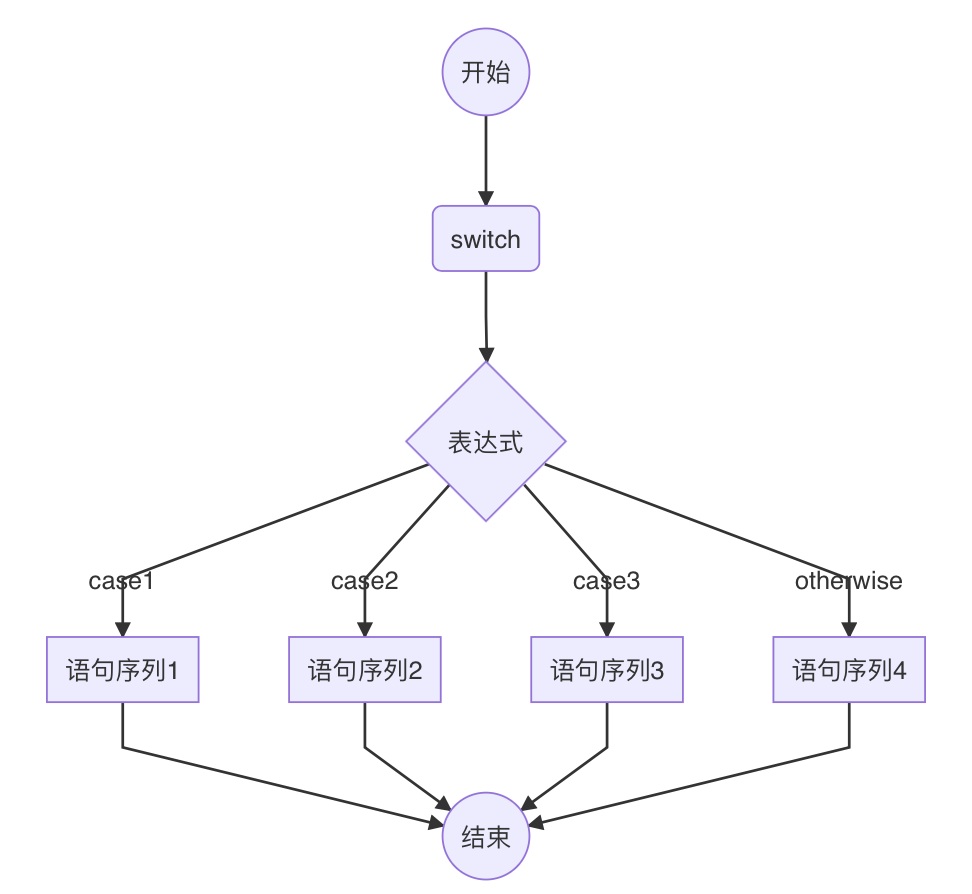 开始
switch
表达式
case1
case2
case3
otherwise
语句序列1
语句序列2
语句序列3
语句序列4
结束